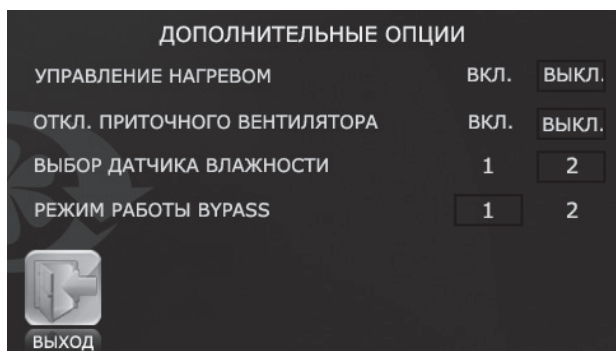 ДОПОЛНИТЕЛЬНЫЕ ОПЦИИ
УПРАВЛЕНИЕ НАГРЕВОМ ВКЛ. ВЫКЛ.
ОТКЛ. ПРИТОЧНОГО ВЕНТИЛЯТОРА ВКЛ. ВЫКЛ.
ВЫБОР ДАТЧИКА ВЛАЖНОСТИ 1 2
РЕЖИМ РАБОТЫ BYPASS 1 2
ВЫХОД